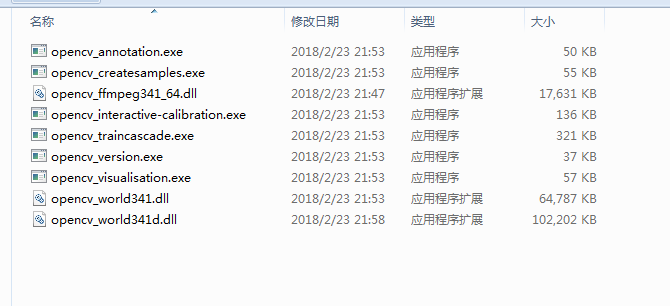 名称 修改日期 类型 大小
opencv_annotation.exe 2018/2/23 21:53 应用程序 50 KB
opencv_createsamples.exe 2018/2/23 21:53 应用程序 55 KB
opencv_ffmpeg341_64.dll 2018/2/23 21:47 应用程序扩展 17,631 KB
opencv_interactive-calibration.exe 2018/2/23 21:53 应用程序 136 KB
opencv_traincascade.exe 2018/2/23 21:53 应用程序 321 KB
opencv_version.exe 2018/2/23 21:53 应用程序 37 KB
opencv_visualisation.exe 2018/2/23 21:53 应用程序 57 KB
opencv_world341.dll 2018/2/23 21:53 应用程序扩展 64,787 KB
opencv_world341d.dll 2018/2/23 21:58 应用程序扩展 102,202 KB